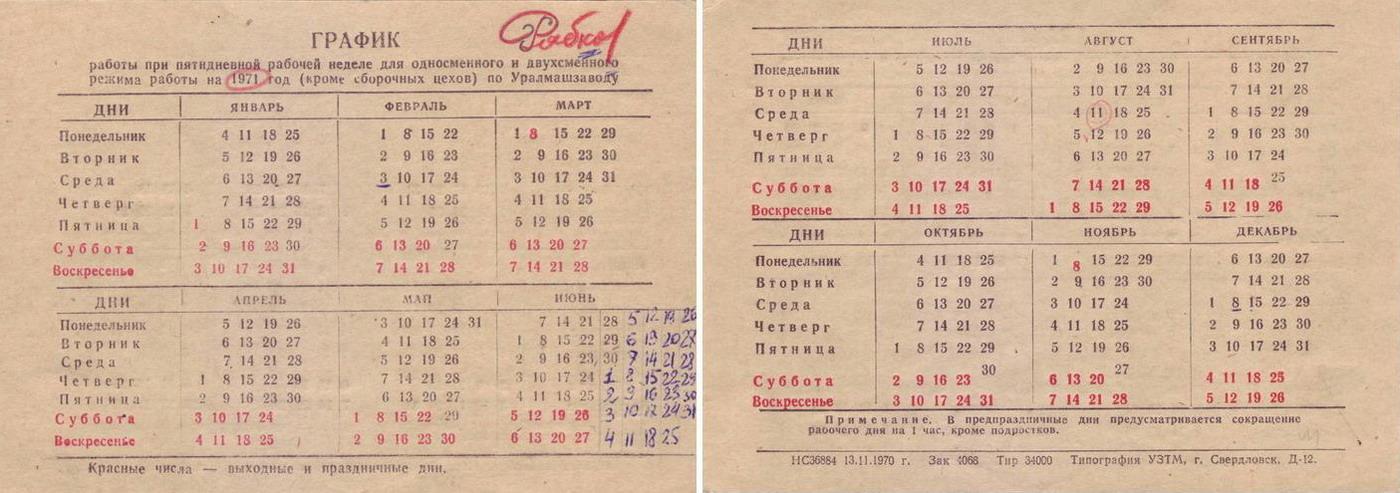 Рябков
ГРАФИК
работы при пятидневной рабочей неделе для односменного и двухсменного
режима работы на 1971 год (кроме сборочных цехов) по Уралмашзаводу
ДНИ ЯНВАРЬ ФЕВРАЛЬ МАРТ
Понедельник 4 11 18 25 1 8 15 22 1 8 15 22 29
Вторник 5 12 19 26 2 9 16 23 2 9 16 23 30
Среда 6 13 20 27 3 10 17 24 3 10 17 24 31
Четверг 7 14 21 28 4 11 18 25 4 11 18 25
Пятница 1 8 15 22 29 5 12 19 26 5 12 19 26
Суббота 2 9 16 23 30 6 13 20 27 6 13 20 27
Воскресенье 3 10 17 24 31 7 14 21 28 7 14 21 28
ДНИ АПРЕЛЬ МАЙ ИЮНЬ
Понедельник 5 12 19 26 3 10 17 24 31 7 14 21 28 5 12 19 26
Вторник 6 13 20 27 4 11 18 25 1 8 15 22 29 6 13 20 27
Среда 7 14 21 28 5 12 19 26 2 9 16 23 30 7 14 21 28
Четверг 1 8 15 22 29 7 14 21 28 3 10 17 24 1 8 15 22 29
Пятница 2 9 16 23 30 6 13 20 27 4 11 18 25 2 9 16 23 30
Суббота 3 10 17 24 1 8 15 22 29 5 12 19 26 3 10 17 24 31
Воскресенье 4 11 18 25 2 9 16 23 30 6 13 20 27 4 11 18 25
Красные числа — выходные и праздничные дни.
ДНИ ИЮЛЬ АВГУСТ СЕНТЯБРЬ
Понедельник 5 12 19 26 2 9 16 23 30 6 13 20 27
Вторник 6 13 20 27 3 10 17 24 31 7 14 21 28
Среда 7 14 21 28 4 11 18 25 1 8 15 22 29
Четверг 1 8 15 22 29 5 12 19 26 2 9 16 23 30
Пятница 2 9 16 23 30 6 13 20 27 3 10 17 24
Суббота 3 10 17 24 31 7 14 21 28 4 11 18 25
Воскресенье 4 11 18 25 1 8 15 22 29 5 12 19 26
ДНИ ОКТЯБРЬ НОЯБРЬ ДЕКАБРЬ
Понедельник 4 11 18 25 1 8 15 22 29 6 13 20 27
Вторник 5 12 19 26 2 9 16 23 30 7 14 21 28
Среда 6 13 20 27 3 10 17 24 1 8 15 22 29
Четверг 7 14 21 28 4 11 18 25 2 9 16 23 30
Пятница 1 8 15 22 29 5 12 19 26 3 10 17 24 31
Суббота 2 9 16 23 30 6 13 20 27 4 11 18 25
Воскресенье 3 10 17 24 31 7 14 21 28 5 12 19 26
Примечание. В предпраздничные дни предусматривается сокращение
рабочего дня на 1 час, кроме подростков.
НС36884 13.11.1970 г. Зак 4068 Тир 34000 Типография УЗТМ, г. Свердловск, Д-12.